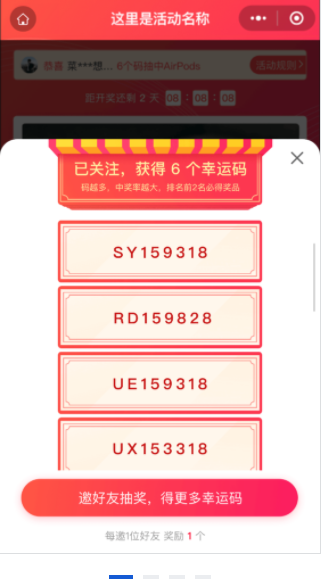 这里是活动名称
恭喜 菜***想... 6个码抽中AirPods
活动规则
距开奖还剩 2 天 08 : 08 : 08
已关注，获得 6 个幸运码
码越多，中奖率越大，排名前2名必得奖品
SY159318
RD159828
UE159318
UX153318
邀好友抽奖，得更多幸运码
每邀1位好友 奖励 1 个